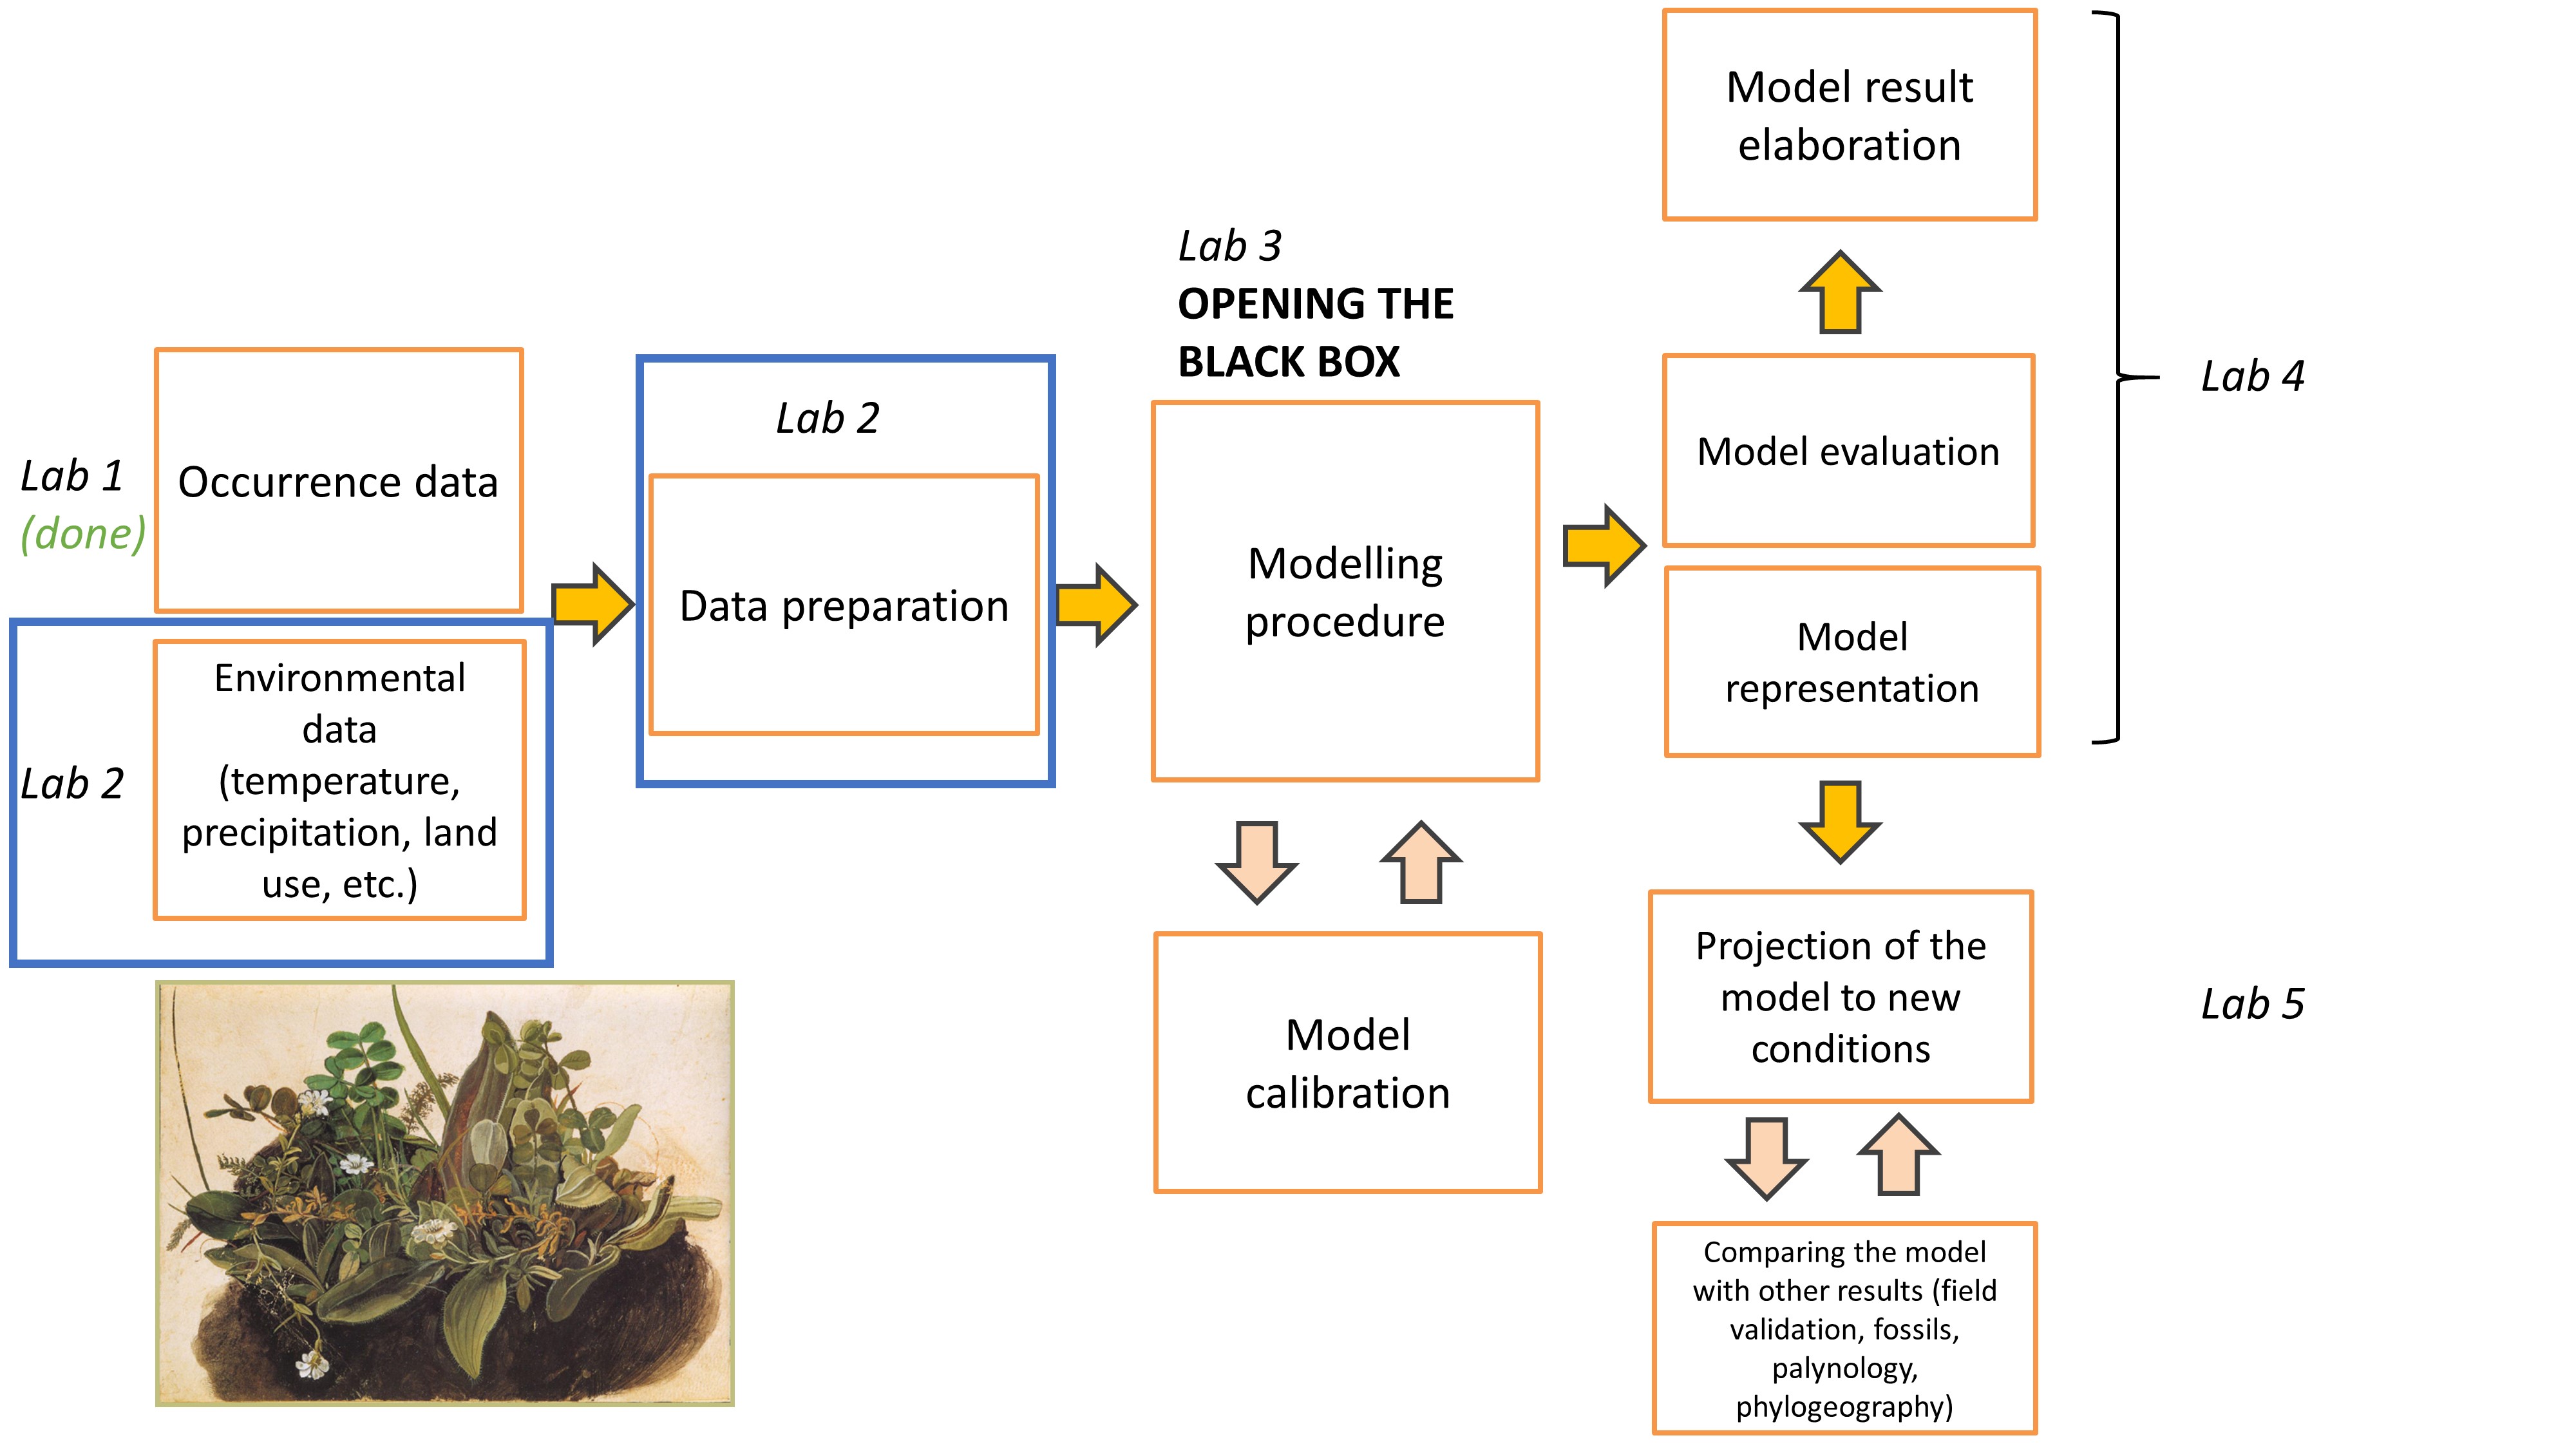 Lab 1
(done)
Occurrence data
Lab 2
Environmental
data
(temperature,
precipitation, land
use, etc.)
Lab 2
Data preparation
Lab 3
OPENING THE
BLACK BOX
Modelling
procedure
Model
calibration
Model result
elaboration
Model evaluation
Model
representation
Lab 4
Projection of the
model to new
conditions
Lab 5
Comparing the model
with other results (field
validation, fossils,
palynology,
phylogeography)